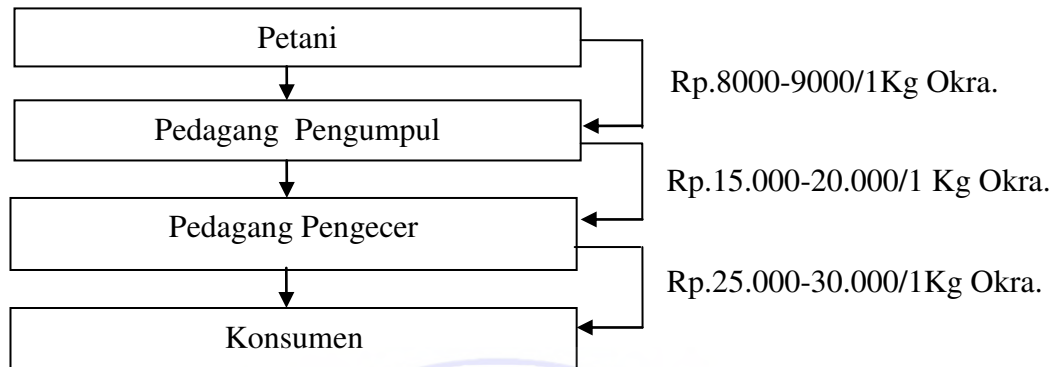 Petani
Rp.8000-9000/1Kg Okra.
Pedagang Pengumpul
Rp.15.000-20.000/1 Kg Okra.
Pedagang Pengecer
Rp.25.000-30.000/1Kg Okra.
Konsumen